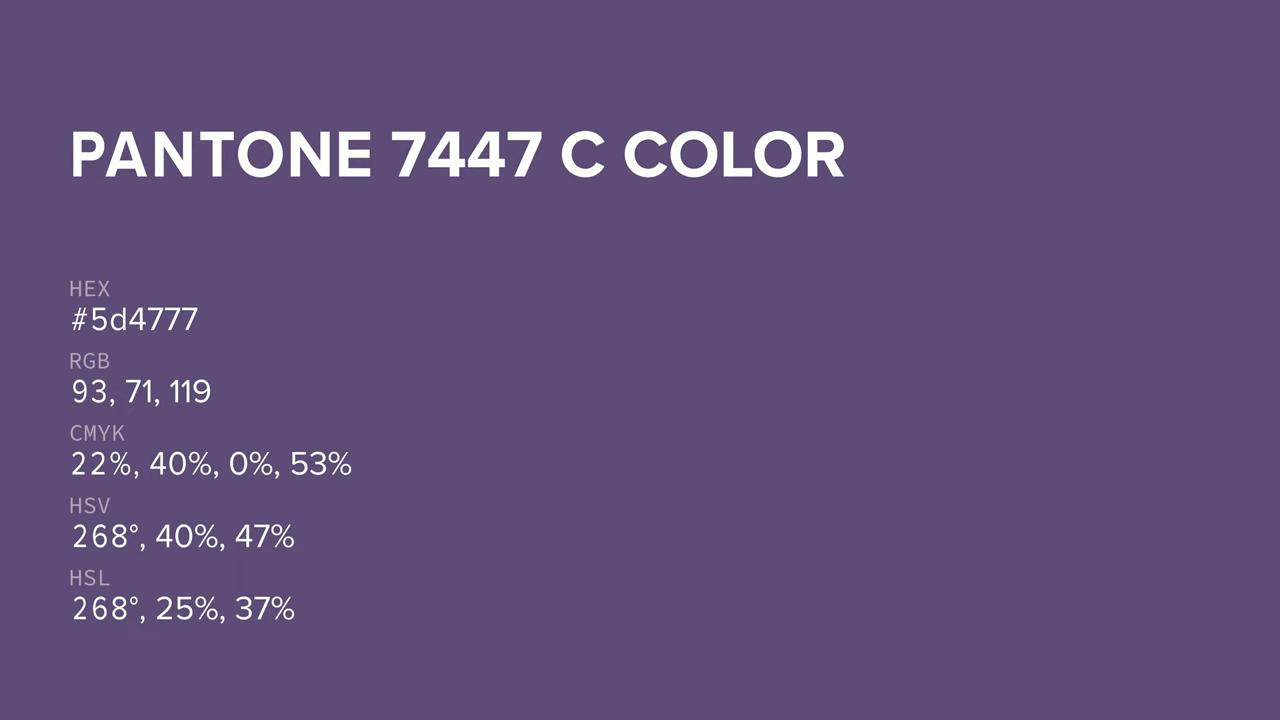 PANTONE 7447 C COLOR
HEX
#5d4777
RGB
93, 71, 119
CMYK
22%, 40%, 0%, 53%
HSV
268°, 40%, 47%
HSL
268°, 25%, 37%